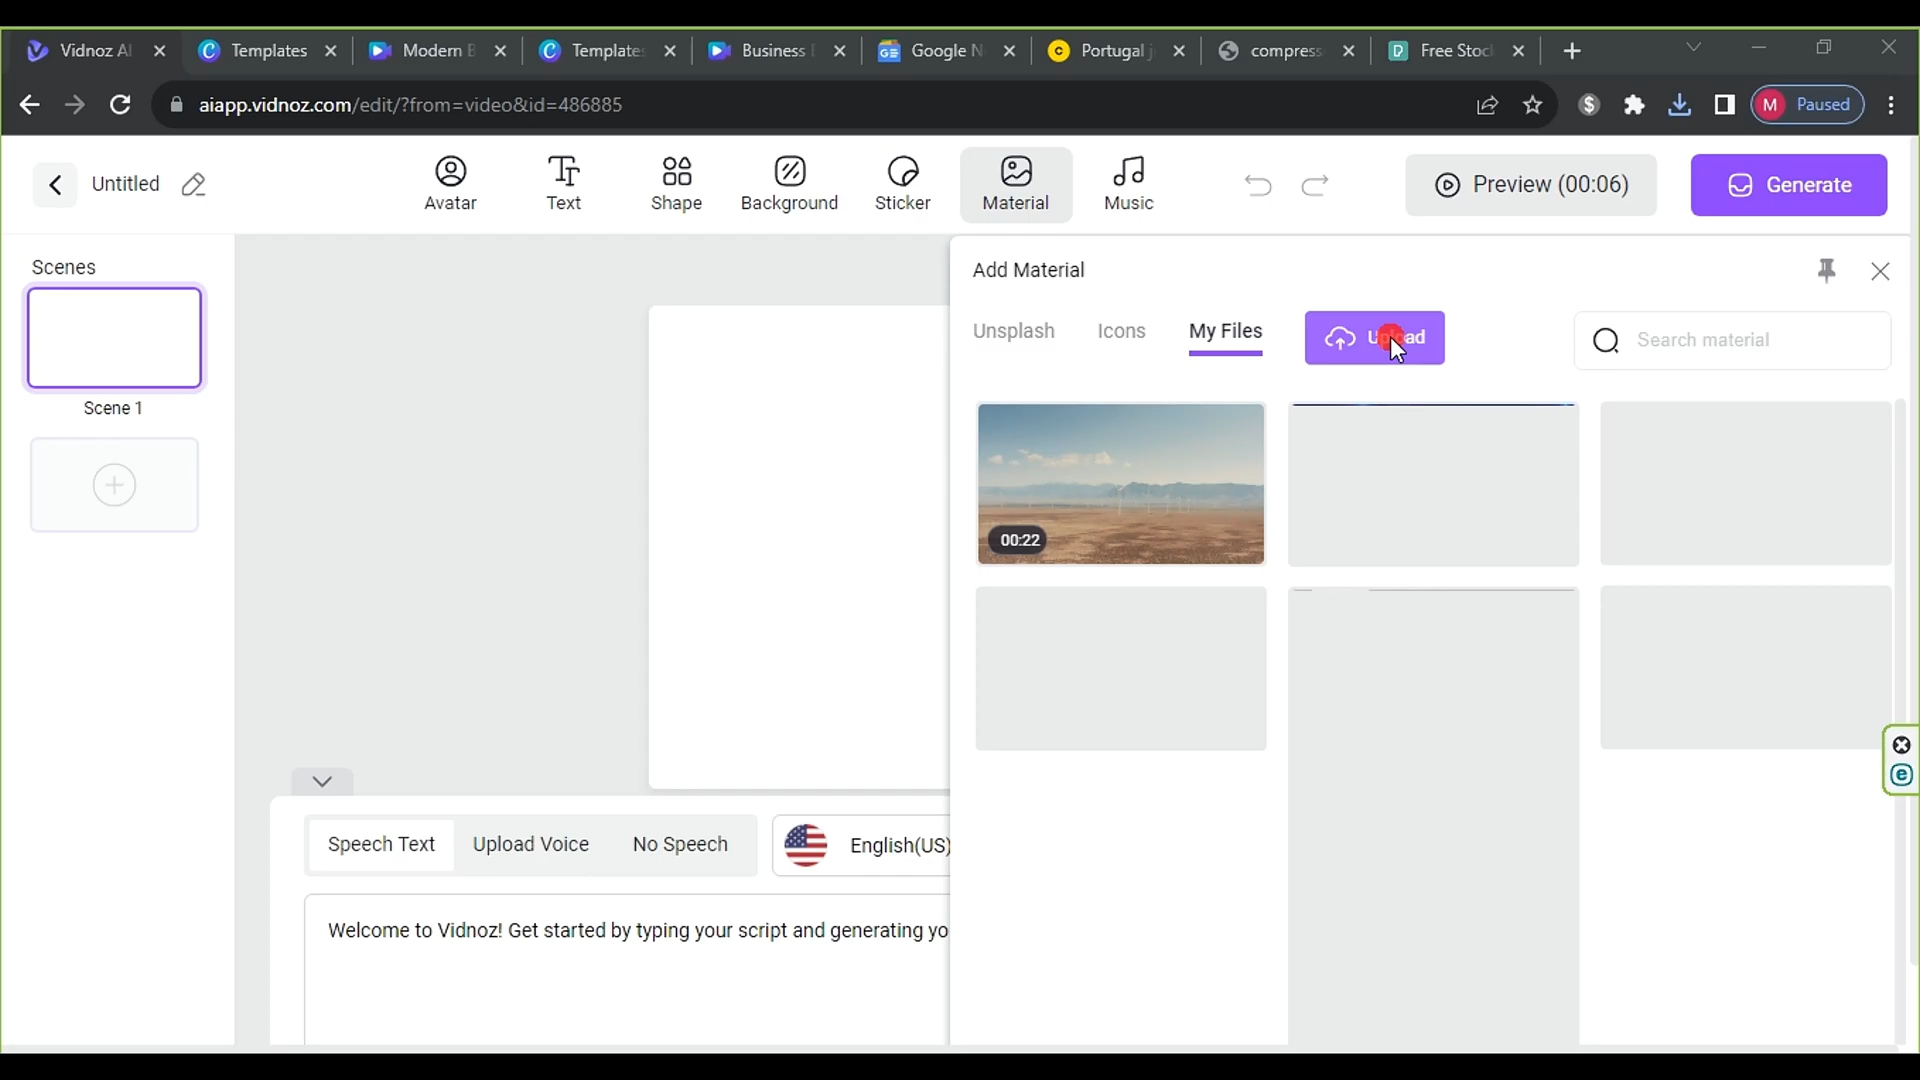 Vidnoz AI
Templates
Modern
Templates
Business
Google N
Portugal
compress
Free Stoc
aiapp.vidnoz.com/edit/?from=video&id=486885
M
Paused
Untitled
Avatar
Text
Shape
Background
Sticker
Material
Music
Preview (00:06)
Generate
Scenes
Scene 1
Add Material
Unsplash
Icons
My Files
Upload
Search material
00:22
Speech Text
Upload Voice
No Speech
English(US)
Welcome to Vidnoz! Get started by typing your script and generating yo